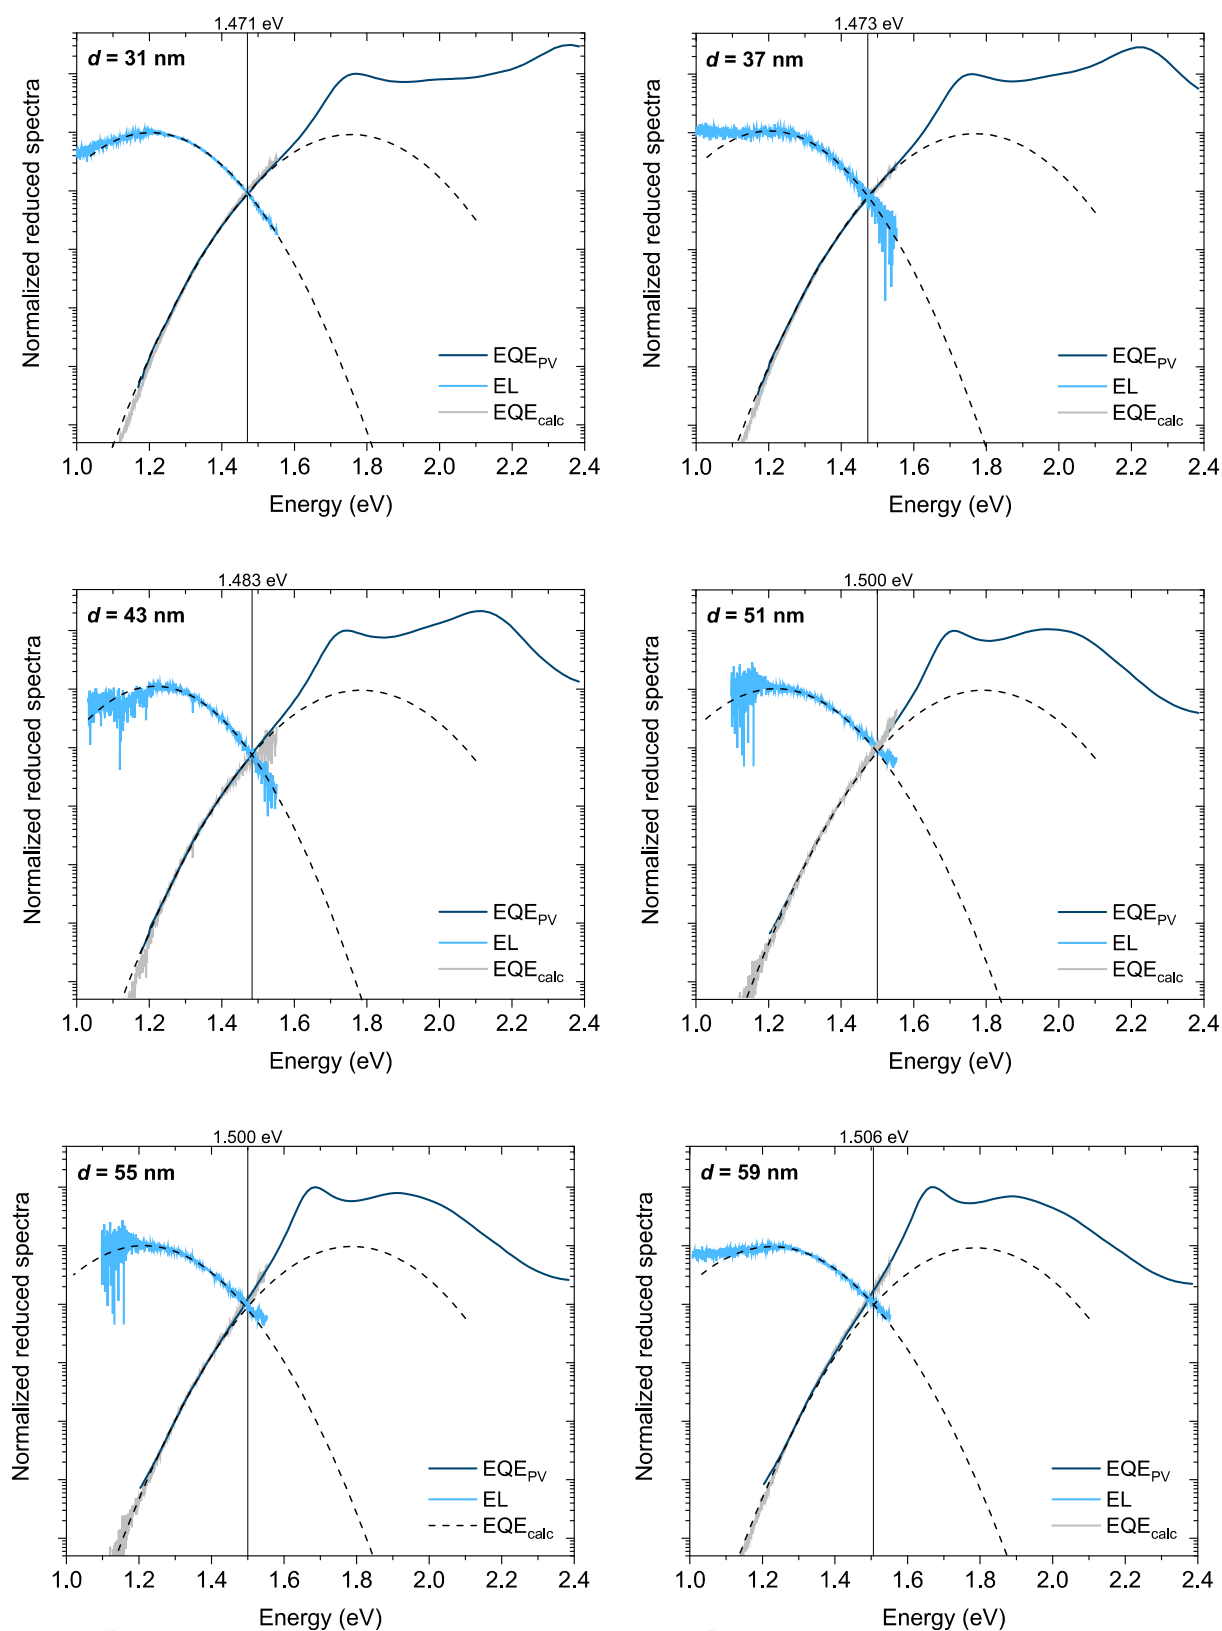 1.471 eV
d = 31 nm
Normalized reduced spectra
EQEPV
EL
EQEcalc
1.0 1.2 1.4 1.6 1.8 2.0 2.2 2.4
Energy (eV)
1.473 eV
d = 37 nm
Normalized reduced spectra
EQEPV
EL
EQEcalc
1.0 1.2 1.4 1.6 1.8 2.0 2.2 2.4
Energy (eV)
1.483 eV
d = 43 nm
Normalized reduced spectra
EQEPV
EL
EQEcalc
1.0 1.2 1.4 1.6 1.8 2.0 2.2 2.4
Energy (eV)
1.500 eV
d = 51 nm
Normalized reduced spectra
EQEPV
EL
EQEcalc
1.0 1.2 1.4 1.6 1.8 2.0 2.2 2.4
Energy (eV)
1.500 eV
d = 55 nm
Normalized reduced spectra
EQEPV
EL
EQEcalc
1.0 1.2 1.4 1.6 1.8 2.0 2.2 2.4
Energy (eV)
1.506 eV
d = 59 nm
Normalized reduced spectra
EQEPV
EL
EQEcalc
1.0 1.2 1.4 1.6 1.8 2.0 2.2 2.4
Energy (eV)